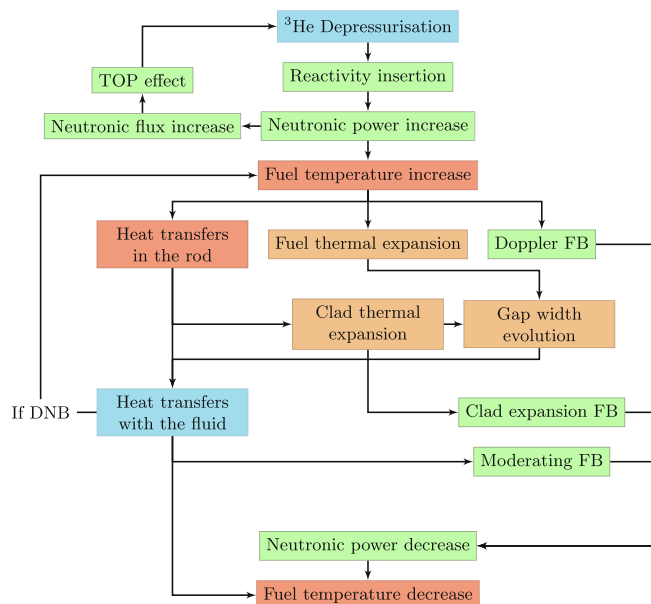 ³He Depressurisation
Reactivity insertion
TOP effect
Neutronic flux increase
Neutronic power increase
Fuel temperature increase
Heat transfers
in the rod
Fuel thermal expansion
Doppler FB
Clad thermal
expansion
Gap width
evolution
If DNB
Heat transfers
with the fluid
Clad expansion FB
Moderating FB
Neutronic power decrease
Fuel temperature decrease